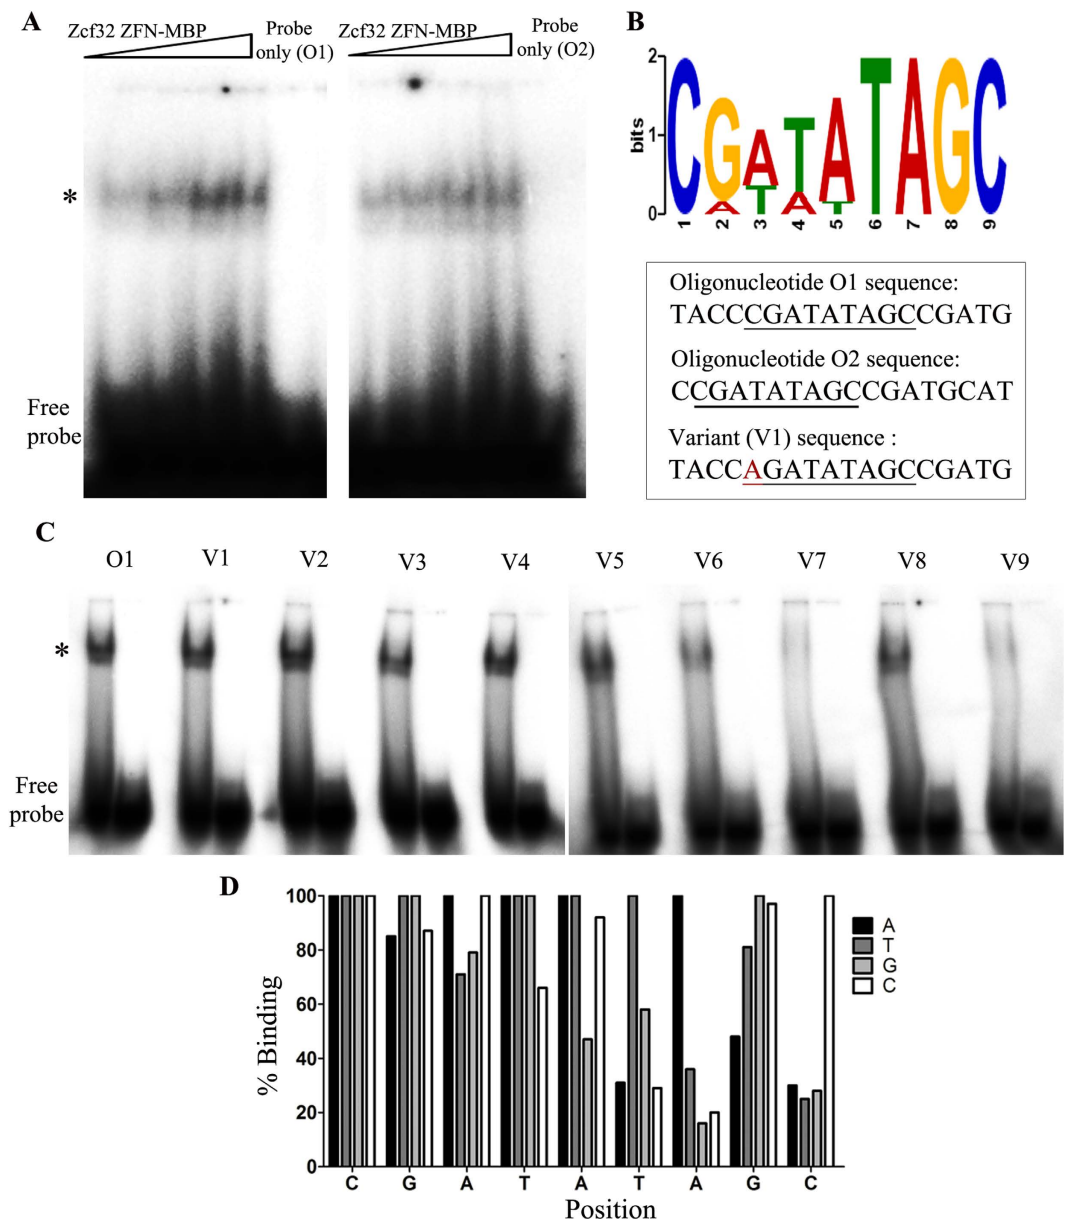 A
Zcf32 ZFN-MBP
Probe only (O1)
Zcf32 ZFN-MBP
Probe only (O2)
*
Free probe
B
bits
2
1
0
CGATATAGC
ATAT
1 2 3 4 5 6 7 8 9
Oligonucleotide O1 sequence:
TACCCGATATAGCCGATG
Oligonucleotide O2 sequence:
CCGATATAGCCGATGCAT
Variant (V1) sequence :
TACCAGATATAGCCGATG
C
O1 V1 V2 V3 V4 V5 V6 V7 V8 V9
*
Free probe
D
% Binding
100
80
60
40
20
0
C G A T A T A G C
Position
A
T
G
C